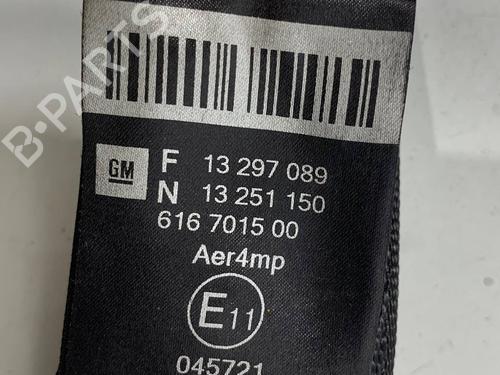 GM F 13 297 089
N 13 251 150
616 7015 00
Aer4mp
E11
045721
B-PARTS